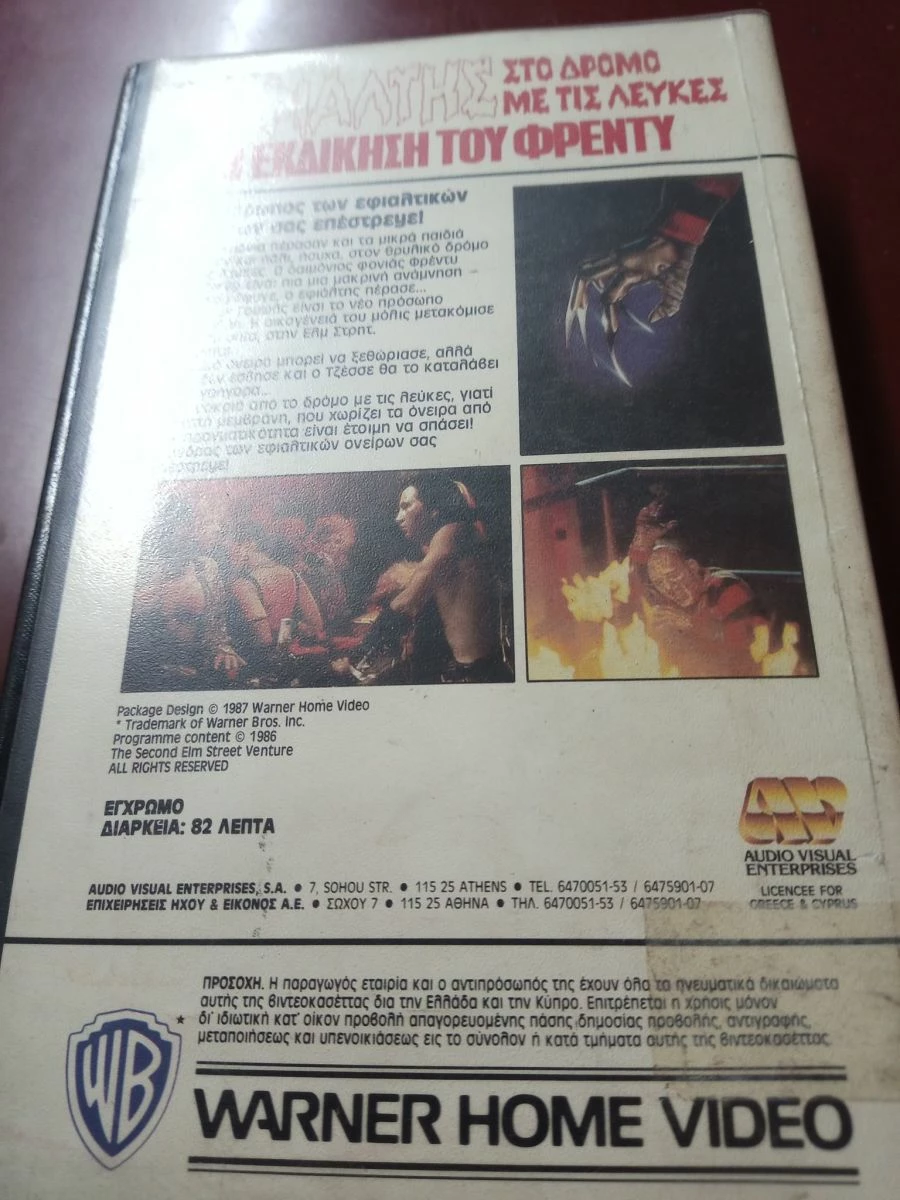 ΣΤΟ ΔΡΟΜΟ
ΜΕ ΤΙΣ ΛΕΥΚΕΣ
ΕΚΔΙΚΗΣΗ ΤΟΥ ΦΡΕΝΤΥ
των εφιαλτικών
σας επέστρεψε!
πέρασαν και τα μικρά παιδιά
πάλι, ήσυχα, στον θρυλικό δρόμο
Ο δαιμόνιος φονιάς Φρέντυ
είναι πια μια μακρινή ανάμνηση –
ο εφιάλτης πέρασε...
είναι το νέο πρόσωπο
Η οικογένειά του μόλις μετακόμισε
στην Ελμ Στρητ.
όνειρο μπορεί να ξεθώριασε, αλλά
δεν έσβησε και ο Τζέσσε θα το καταλάβει
γρήγορα...
από το δρόμο με τις λεύκες, γιατί
μεμβράνη, που χωρίζει τα όνειρα από
πραγματικότητα είναι έτοιμη να σπάσει!
των εφιαλτικών ονείρων σας
Package Design © 1987 Warner Home Video
* Trademark of Warner Bros. Inc.
Programme content © 1986
The Second Elm Street Venture
ALL RIGHTS RESERVED
ΕΓΧΡΩΜΟ
ΔΙΑΡΚΕΙΑ: 82 ΛΕΠΤΑ
AUDIO VISUAL
ENTERPRISES
LICENCEE FOR
GREECE & CYPRUS
AUDIO VISUAL ENTERPRISES, S.A. • 7, SOHOU STR. • 115 25 ATHENS • TEL. 6470051-53 / 6475901-07
ΕΠΙΧΕΙΡΗΣΕΙΣ ΗΧΟΥ & ΕΙΚΟΝΟΣ Α.Ε. • ΣΩΧΟΥ 7 • 115 25 ΑΘΗΝΑ • ΤΗΛ. 6470051-53 / 6475901-07
ΠΡΟΣΟΧΗ. Η παραγωγός εταιρία και ο αντιπρόσωπός της έχουν όλα τα πνευματικά δικαιώματα
αυτής της βιντεοκασέττας δια την Ελλάδα και την Κύπρο. Επιτρέπεται η χρήσις μόνον
* δι' ιδιωτική κατ' οίκον προβολή απαγορευομένης πάσης δημοσίας προβολής, αντιγραφής,
μεταποιήσεως και υπενοικιάσεως εις το σύνολον ή κατά τμήματα αυτής της βιντεοκασέττας.
WB
WARNER HOME VIDEO